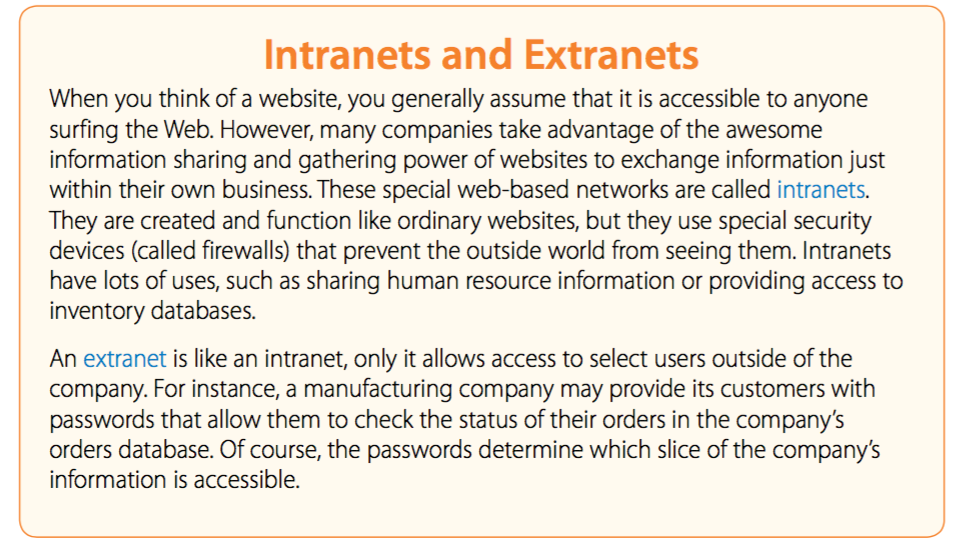 Intranets and Extranets
When you think of a website, you generally assume that it is accessible to anyone
surfing the Web. However, many companies take advantage of the awesome
information sharing and gathering power of websites to exchange information just
within their own business. These special web-based networks are called intranets.
They are created and function like ordinary websites, but they use special security
devices (called firewalls) that prevent the outside world from seeing them. Intranets
have lots of uses, such as sharing human resource information or providing access to
inventory databases.
An extranet is like an intranet, only it allows access to select users outside of the
company. For instance, a manufacturing company may provide its customers with
passwords that allow them to check the status of their orders in the company’s
orders database. Of course, the passwords determine which slice of the company’s
information is accessible.